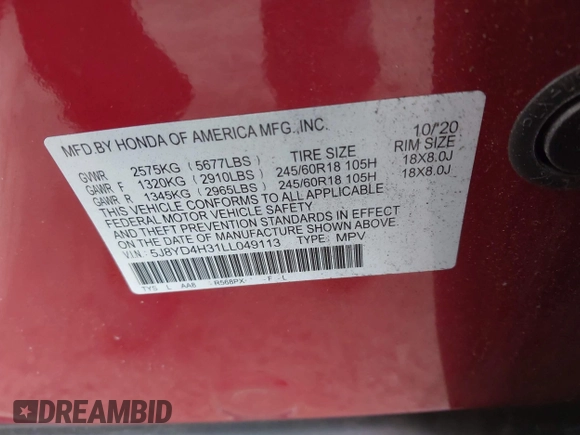 MFD.BY HONDA OF AMERICA MFG.,INC. 10/'20
GVWR 2575KG (5677LBS) TIRE SIZE RIM SIZE
GAWR F 1320KG (2910LBS) 245/60R18 105H 18X8.0J
GAWR R 1345KG (2965LBS) 245/60R18 105H 18X8.0J
THIS VEHICLE CONFORMS TO ALL APPLICABLE
FEDERAL MOTOR VEHICLE SAFETY
AND THEFT PREVENTION STANDARDS IN EFFECT
ON THE DATE OF MANUFACTURE SHOWN ABOVE.
V.I.N. 5J8YD4H31LL049113 TYPE: MPV
TYS L AA8 R568PX- F - L
DREAMBID